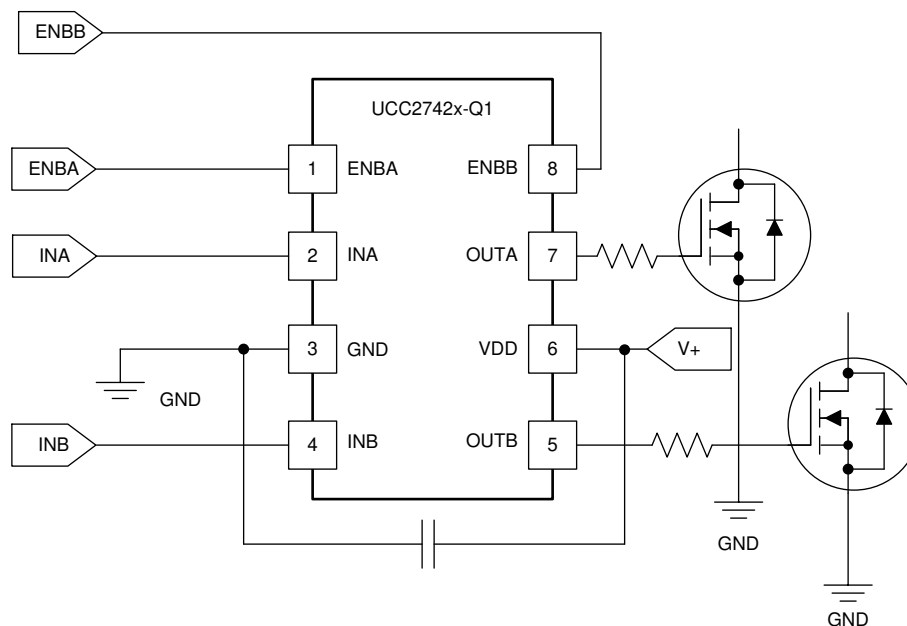 ENBB
UCC2742x-Q1
ENBA 1 ENBA ENBB 8
INA 2 INA OUTA 7
3 GND VDD 6 V+
GND
INB 4 INB OUTB 5
GND
GND